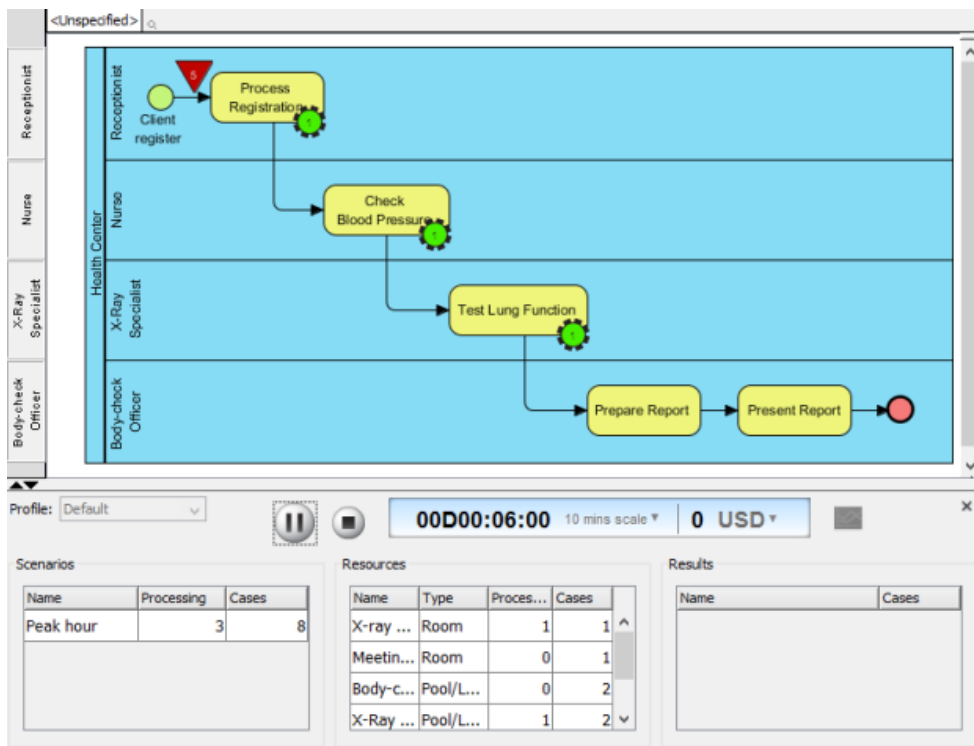 <Unspecified>
Receptionist
Nurse
X-Ray
Specialist
Body-check
Officer
Health Center
Receptionist
Nurse
X-Ray
Specialist
Body-check
Officer
5
Client
register
Process
Registration
1
Check
Blood Pressure
1
Test Lung Function
1
Prepare Report
Present Report
Profile: Default
00D00:06:00 10 mins scale 0 USD
Scenarios
Name Processing Cases
Peak hour 3 8
Resources
Name Type Proces... Cases
X-ray ... Room 1 1
Meetin... Room 0 1
Body-c... Pool/L... 0 2
X-Ray ... Pool/L... 1 2
Results
Name Cases